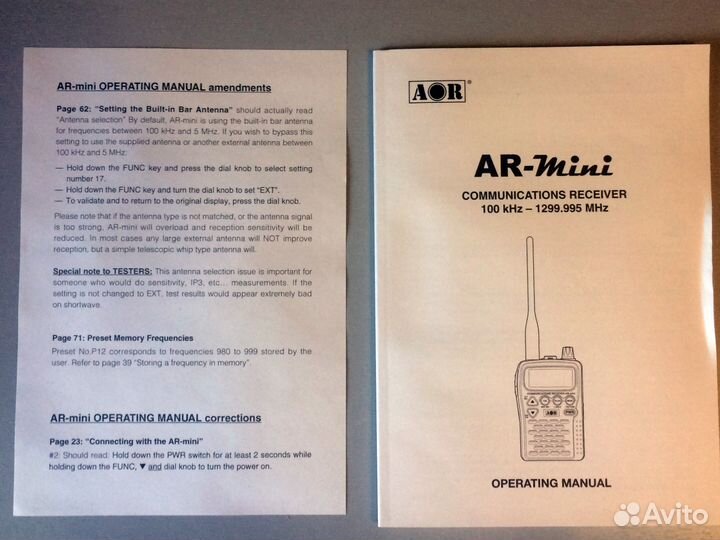 AR-mini OPERATING MANUAL amendments
Page 62: "Setting the Built-in Bar Antenna" should actually read
"Antenna selection" By default, AR-mini is using the built-in bar antenna
for frequencies between 100 kHz and 5 MHz. If you wish to bypass this
setting to use the supplied antenna or another external antenna between
100 kHz and 5 MHz:
— Hold down the FUNC key and press the dial knob to select setting
number 17.
— Hold down the FUNC key and turn the dial knob to set "EXT".
— To validate and to return to the original display, press the dial knob.
Please note that if the antenna type is not matched, or the antenna signal
is too strong, AR-mini will overload and reception sensitivity will be
reduced. In most cases any large external antenna will NOT improve
reception, but a simple telescopic whip type antenna will.
Special note to TESTERS: This antenna selection issue is important for
someone who would do sensitivity, IP3, etc... measurements. If the
setting is not changed to EXT, test results would appear extremely bad
on shortwave.
Page 71: Preset Memory Frequencies
Preset No.P12 corresponds to frequencies 980 to 999 stored by the
user. Refer to page 39 "Storing a frequency in memory".
AR-mini OPERATING MANUAL corrections
Page 23: "Connecting with the AR-mini"
#2: Should read: Hold down the PWR switch for at least 2 seconds while
holding down the FUNC, ▼ and dial knob to turn the power on.
AOR®
AR-Mini
COMMUNICATIONS RECEIVER
100 kHz – 1299.995 MHz
AOR
PWR
OPERATING MANUAL
Avito